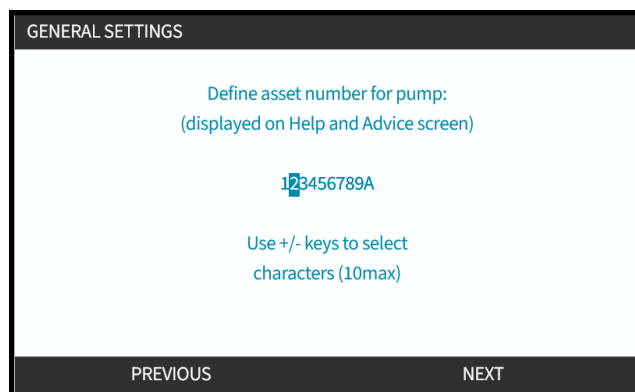 GENERAL SETTINGS
Define asset number for pump:
(displayed on Help and Advice screen)
123456789A
Use +/- keys to select
characters (10max)
PREVIOUS NEXT